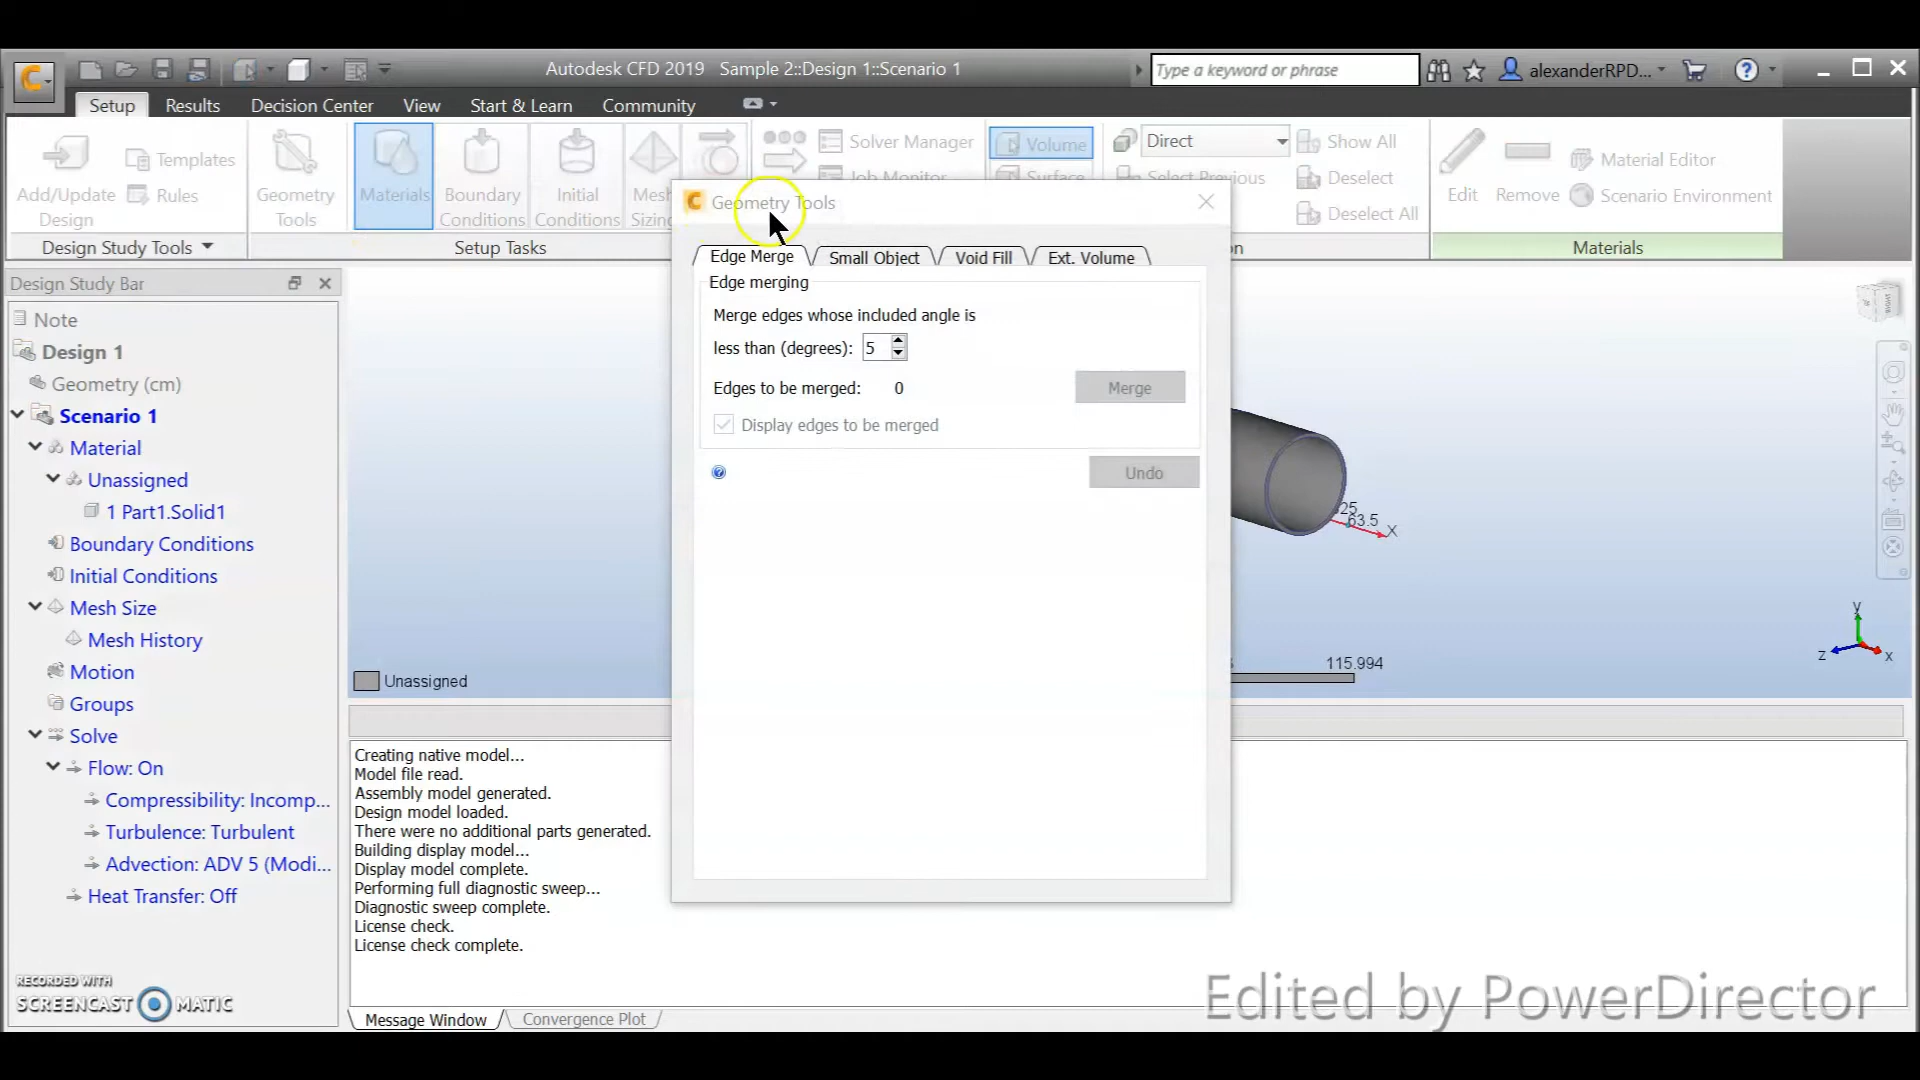 Autodesk CFD 2019 Sample 2::Design 1::Scenario 1
Type a keyword or phrase
alexanderRPD...
Setup
Results
Decision Center
View
Start & Learn
Community
Add/Update
Design
Templates
Rules
Geometry
Tools
Materials
Boundary
Conditions
Initial
Conditions
Mesh
Sizing
Solver Manager
Job Monitor
Volume
Surface
Direct
Select Previous
Show All
Deselect
Deselect All
Edit
Remove
Material Editor
Scenario Environment
Design Study Tools
Setup Tasks
Materials
Design Study Bar
Note
Design 1
Geometry (cm)
Scenario 1
Material
Unassigned
1 Part1.Solid1
Boundary Conditions
Initial Conditions
Mesh Size
Mesh History
Motion
Groups
Solve
Flow: On
Compressibility: Incomp...
Turbulence: Turbulent
Advection: ADV 5 (Modi...
Heat Transfer: Off
Geometry Tools
Edge Merge
Small Object
Void Fill
Ext. Volume
Edge merging
Merge edges whose included angle is
less than (degrees): 5
Edges to be merged: 0
Merge
Display edges to be merged
Undo
63.5
X
115.994
Y
Z
X
Unassigned
Creating native model...
Model file read.
Assembly model generated.
Design model loaded.
There were no additional parts generated.
Building display model...
Display model complete.
Performing full diagnostic sweep...
Diagnostic sweep complete.
License check.
License check complete.
Message Window
Convergence Plot
RECORDED WITH
SCREENCAST MATIC
Edited by PowerDirector